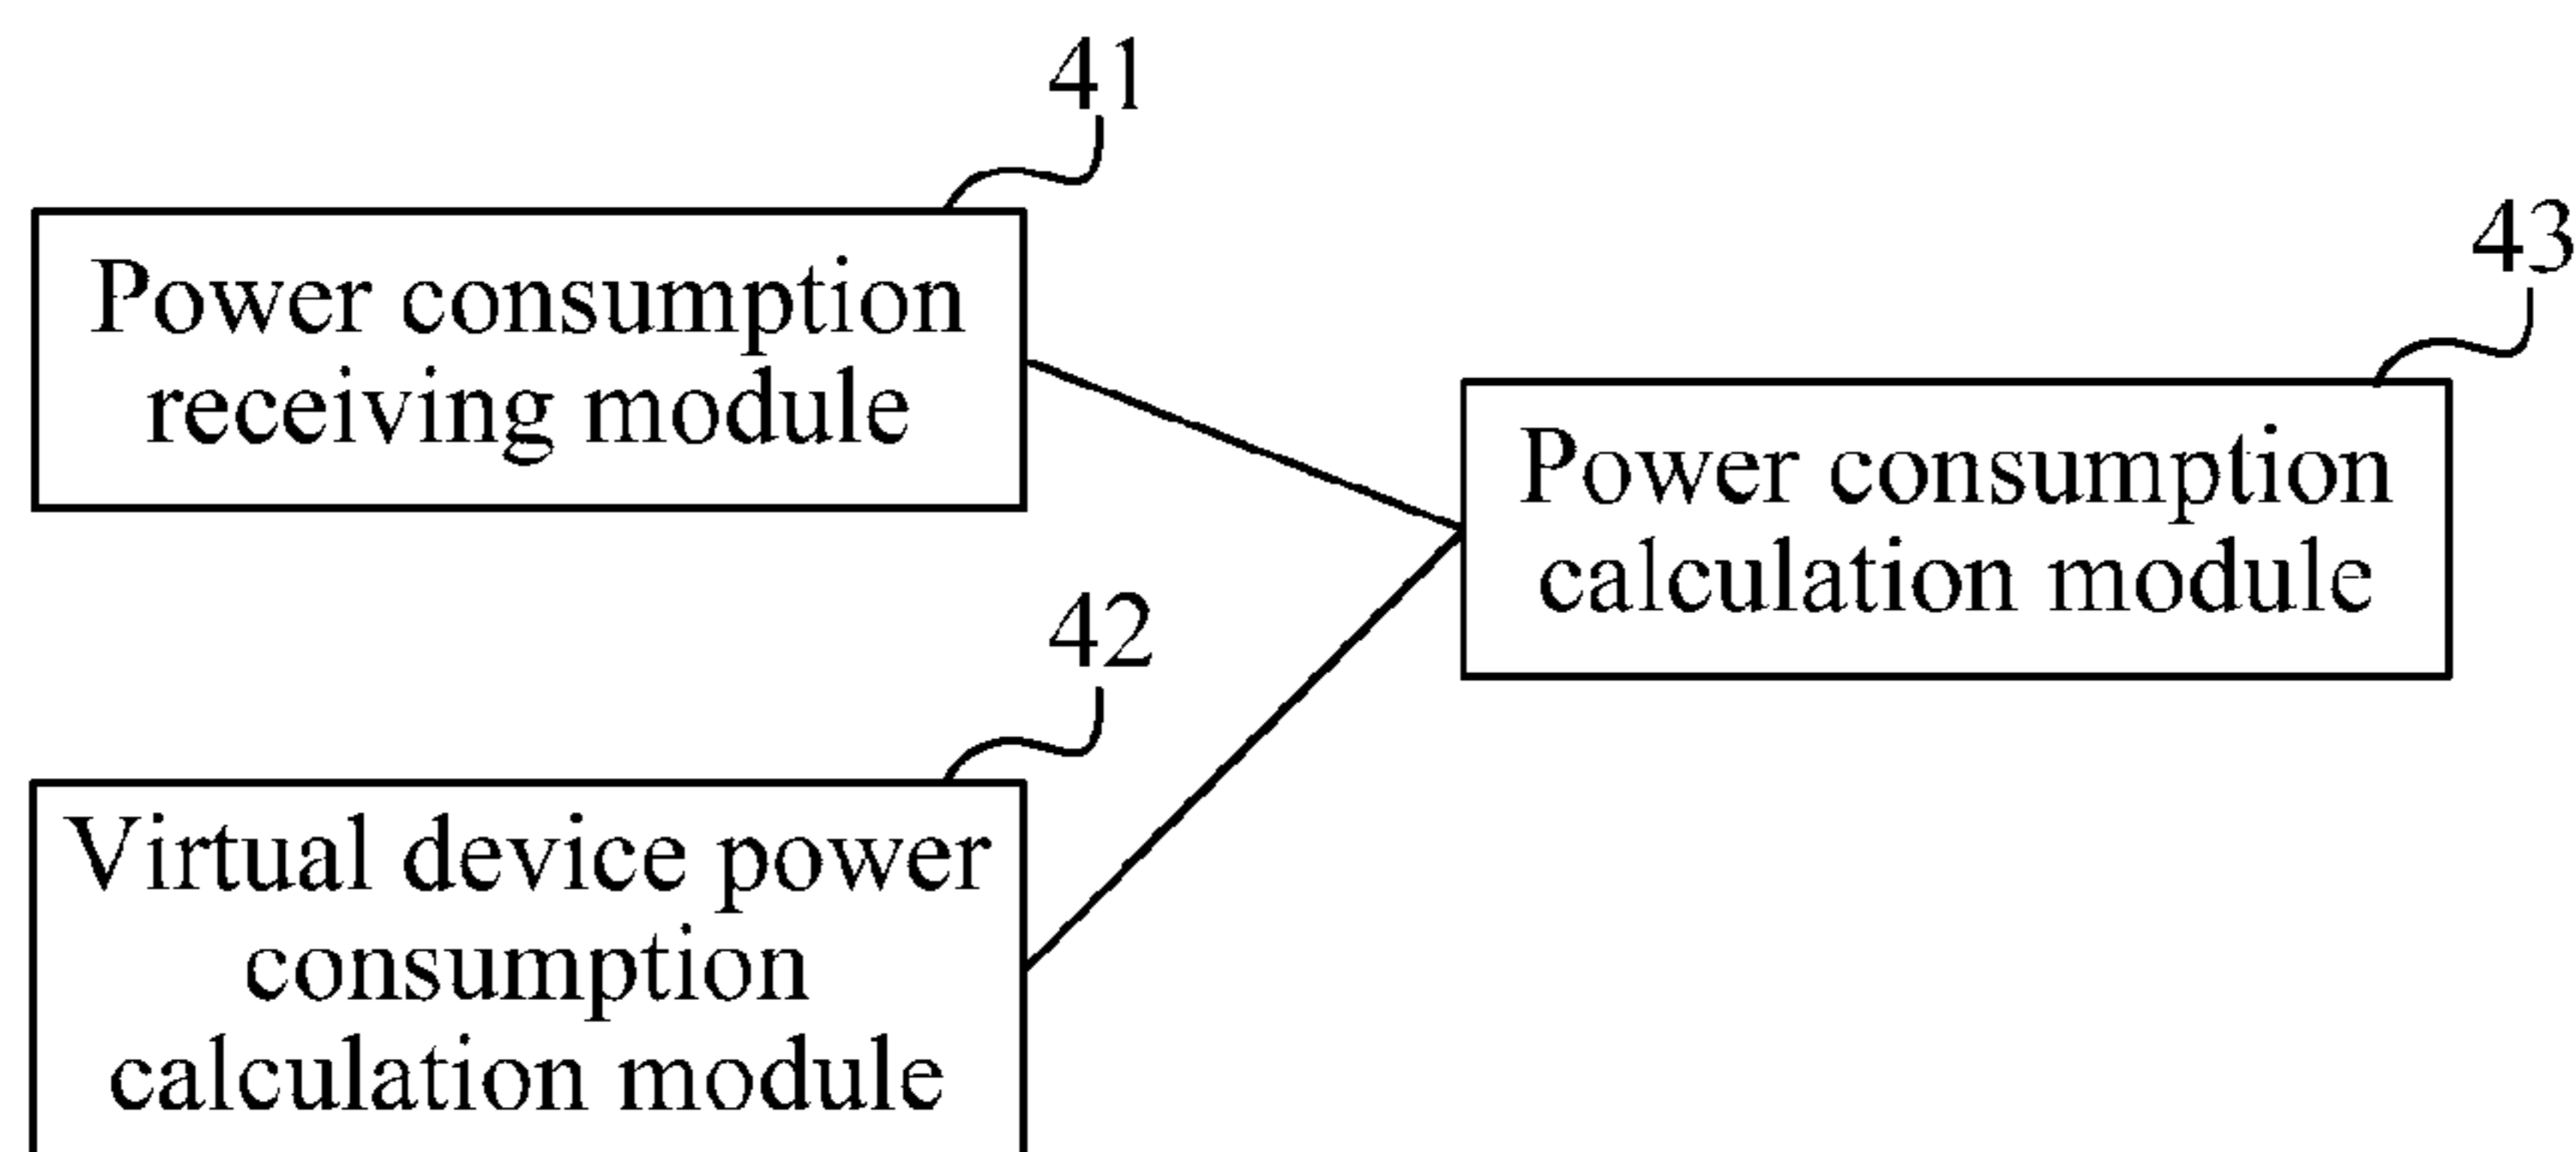 41
Power consumption
receiving module
43
Power consumption
calculation module
42
Virtual device power
consumption
calculation module